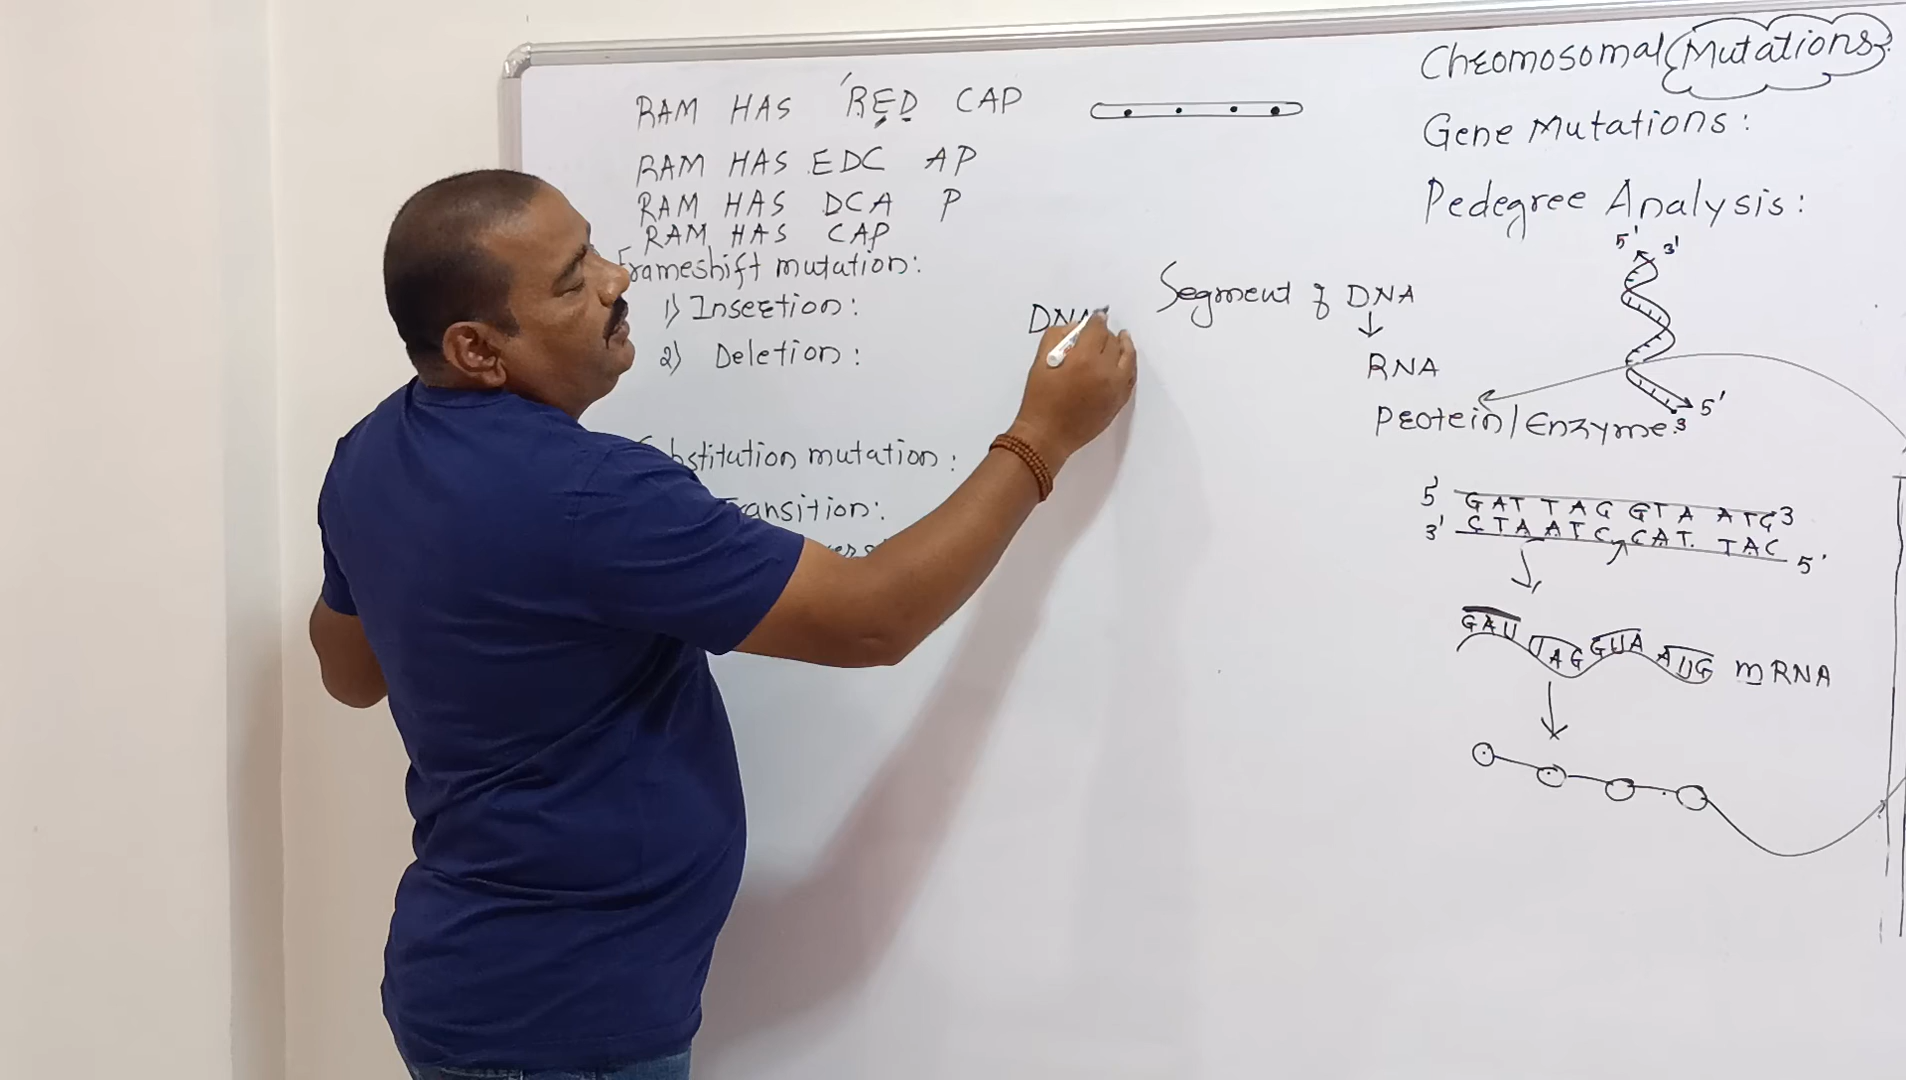 RAM HAS RED CAP
RAM HAS EDC AP
RAM HAS DCA P
RAM HAS CAP
Frameshift mutation:
1) Insertion:
2) Deletion:
mutation:
DNA
Chromosomal Mutations:
Gene Mutations:
Pedegree Analysis:
5' 3'
Segment of DNA
RNA
Protein/Enzyme
5'
3
5' GAT TAG GTA ATG 3
3' CTA ATC CAT TAC 5'
GAU UAG GUA AUG mRNA